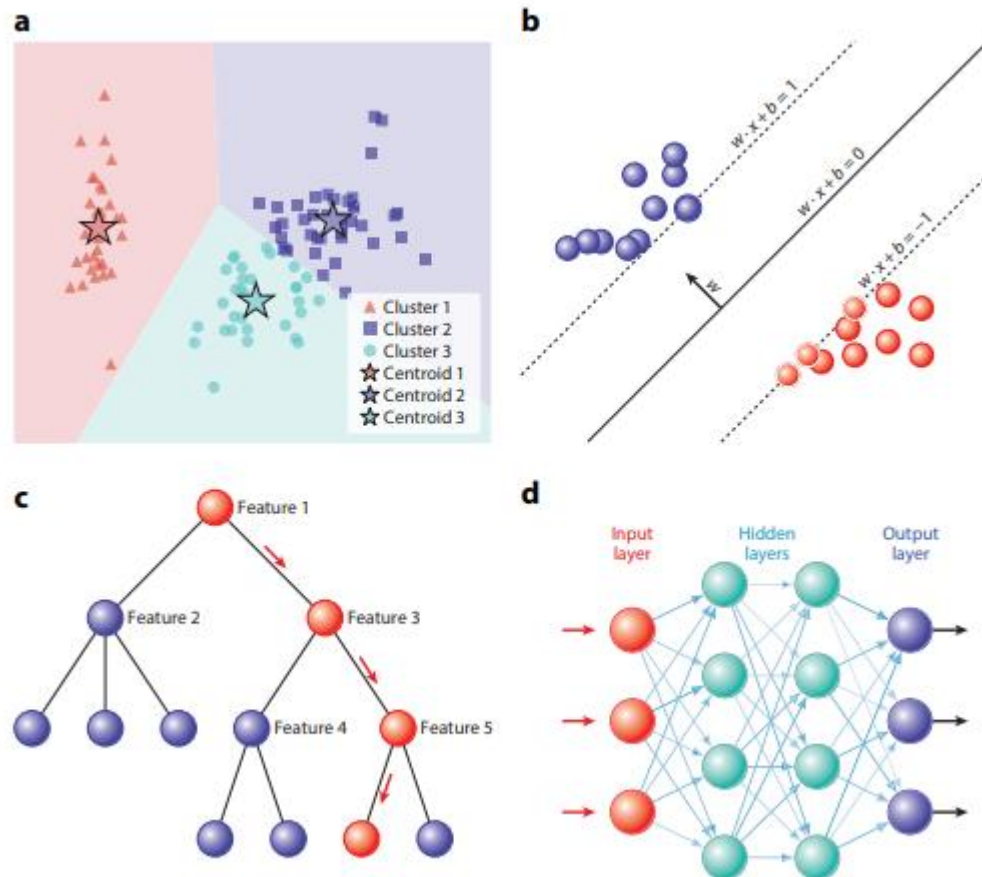 a
Cluster 1
Cluster 2
Cluster 3
Centroid 1
Centroid 2
Centroid 3
b
w · x + b = 1
w · x + b = 0
w · x + b = −1
w
c
Feature 1
Feature 2
Feature 3
Feature 4
Feature 5
d
Input
layer
Hidden
layers
Output
layer